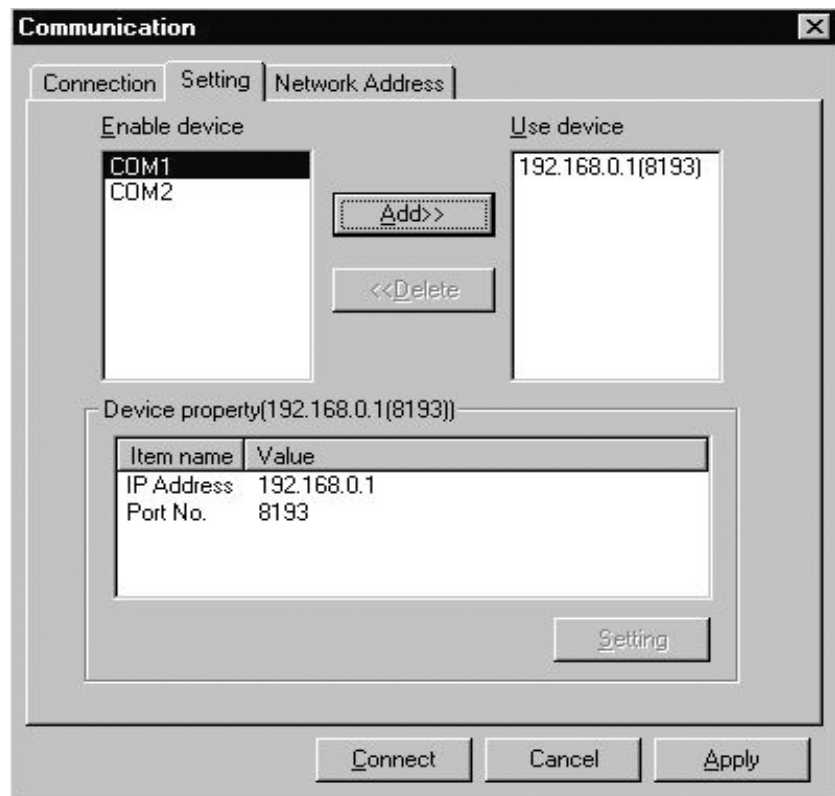 Communication
Connection Setting Network Address
Enable device Use device
COM1 192.168.0.1(8193)
COM2
Add>>
<<Delete
Device property(192.168.0.1(8193))
Item name Value
IP Address 192.168.0.1
Port No. 8193
Setting
Connect Cancel Apply